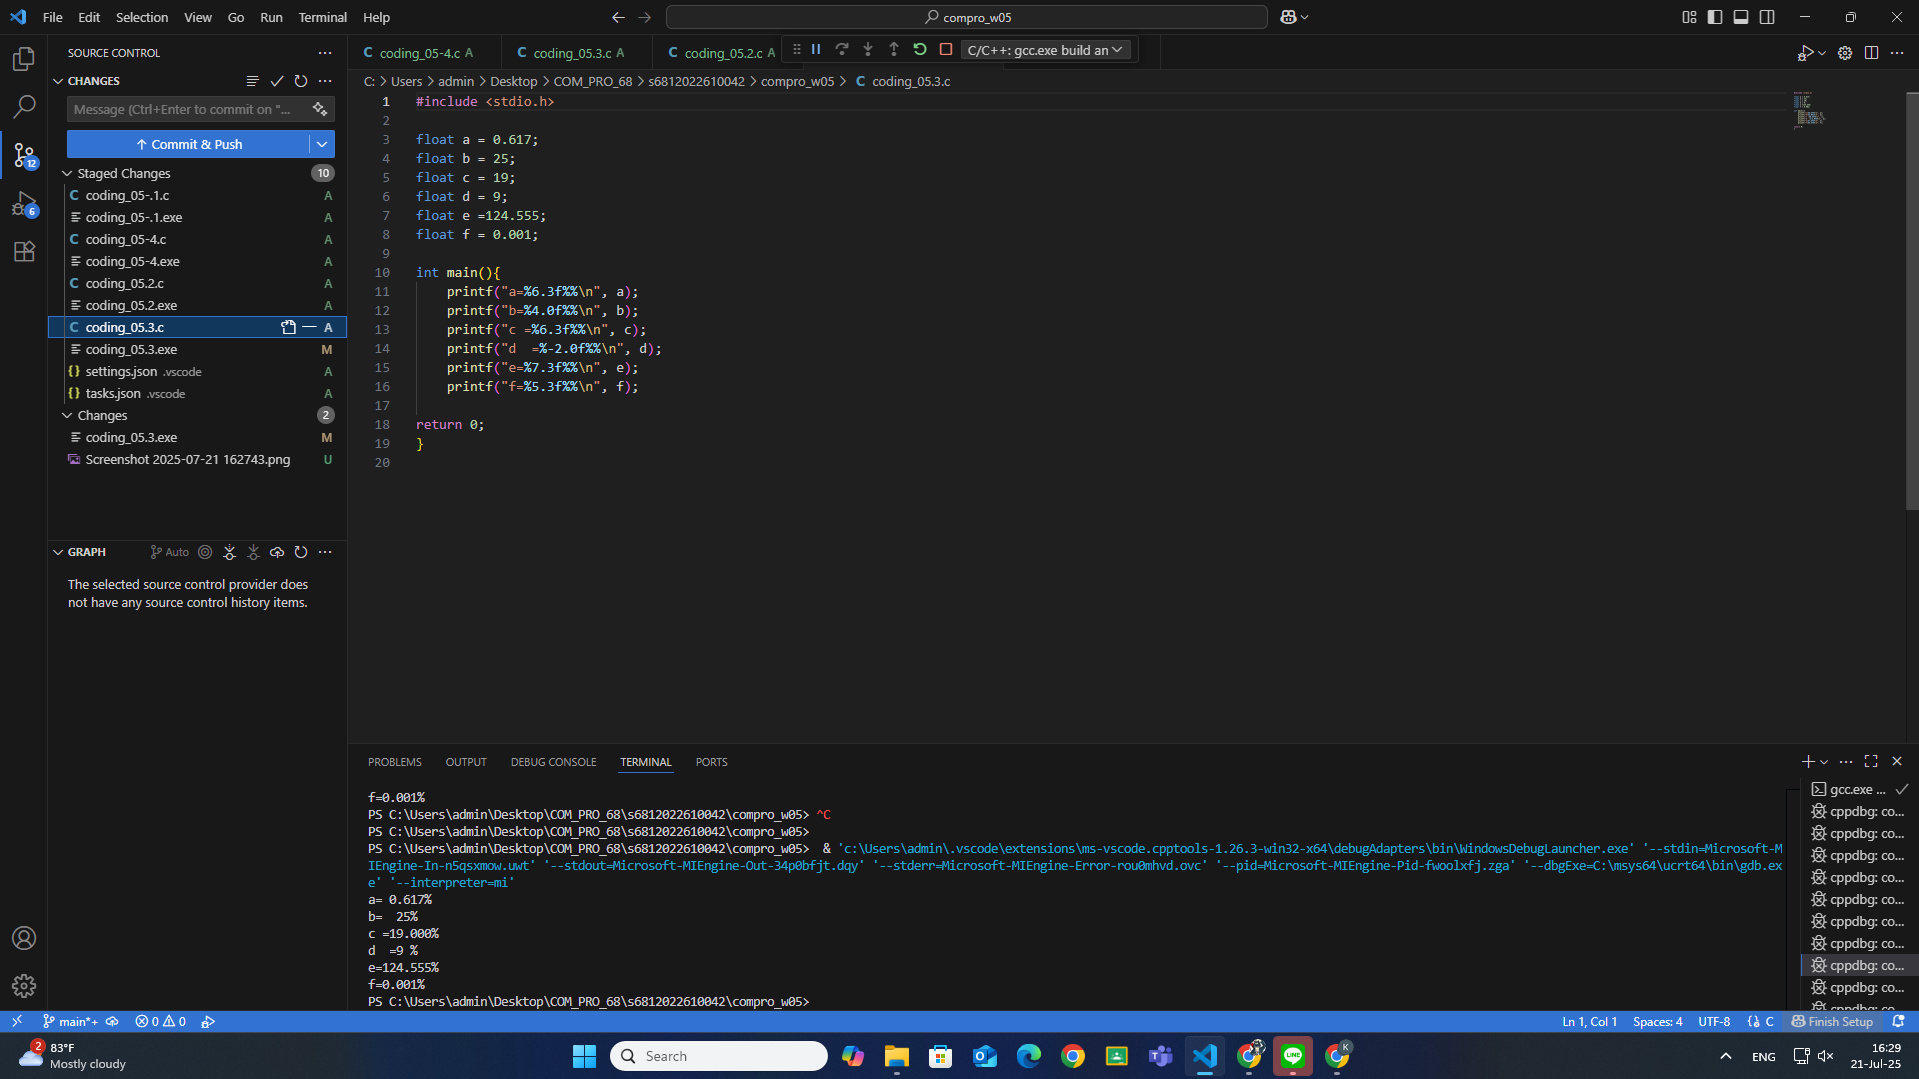 File Edit Selection View Go Run Terminal Help
compro_w05
SOURCE CONTROL
CHANGES
Message (Ctrl+Enter to commit on "...
Commit & Push
Staged Changes 10
coding_05-.1.c A
coding_05-.1.exe A
coding_05-4.c A
coding_05-4.exe A
coding_05.2.c A
coding_05.2.exe A
coding_05.3.c A
coding_05.3.exe M
settings.json .vscode A
tasks.json .vscode A
Changes 2
coding_05.3.exe M
Screenshot 2025-07-21 162743.png U
12
6
GRAPH Auto
The selected source control provider does
not have any source control history items.
coding_05-4.c A coding_05.3.c A coding_05.2.c A C/C++: gcc.exe build an
C: > Users > admin > Desktop > COM_PRO_68 > s6812022610042 > compro_w05 > C coding_05.3.c
1 #include <stdio.h>
2
3 float a = 0.617;
4 float b = 25;
5 float c = 19;
6 float d = 9;
7 float e =124.555;
8 float f = 0.001;
9
10 int main(){
11 printf("a=%6.3f%%\n", a);
12 printf("b=%4.0f%%\n", b);
13 printf("c =%6.3f%%\n", c);
14 printf("d  =%-2.0f%%\n", d);
15 printf("e=%7.3f%%\n", e);
16 printf("f=%5.3f%%\n", f);
17
18 return 0;
19 }
20
PROBLEMS OUTPUT DEBUG CONSOLE TERMINAL PORTS
f=0.001%
PS C:\Users\admin\Desktop\COM_PRO_68\s6812022610042\compro_w05> ^C
PS C:\Users\admin\Desktop\COM_PRO_68\s6812022610042\compro_w05>
PS C:\Users\admin\Desktop\COM_PRO_68\s6812022610042\compro_w05>  & 'c:\Users\admin\.vscode\extensions\ms-vscode.cpptools-1.26.3-win32-x64\debugAdapters\bin\WindowsDebugLauncher.exe' '--stdin=Microsoft-M
IEngine-In-n5qsxmow.uwt' '--stdout=Microsoft-MIEngine-Out-34p0bfjt.dqy' '--stderr=Microsoft-MIEngine-Error-rou0mhvd.ovc' '--pid=Microsoft-MIEngine-Pid-fwoolxfj.zga' '--dbgExe=C:\msys64\ucrt64\bin\gdb.ex
e' '--interpreter=mi'
a= 0.617%
b=  25%
c =19.000%
d  =9 %
e=124.555%
f=0.001%
PS C:\Users\admin\Desktop\COM_PRO_68\s6812022610042\compro_w05>
gcc.exe ...
cppdbg: co...
cppdbg: co...
cppdbg: co...
cppdbg: co...
cppdbg: co...
cppdbg: co...
cppdbg: co...
cppdbg: co...
cppdbg: co...
cppdbg: co...
main*+ 0 0 Ln 1, Col 1 Spaces: 4 UTF-8 C Finish Setup
2
83°F
Mostly cloudy
Search
LINE
K
ENG
16:29
21-Jul-25